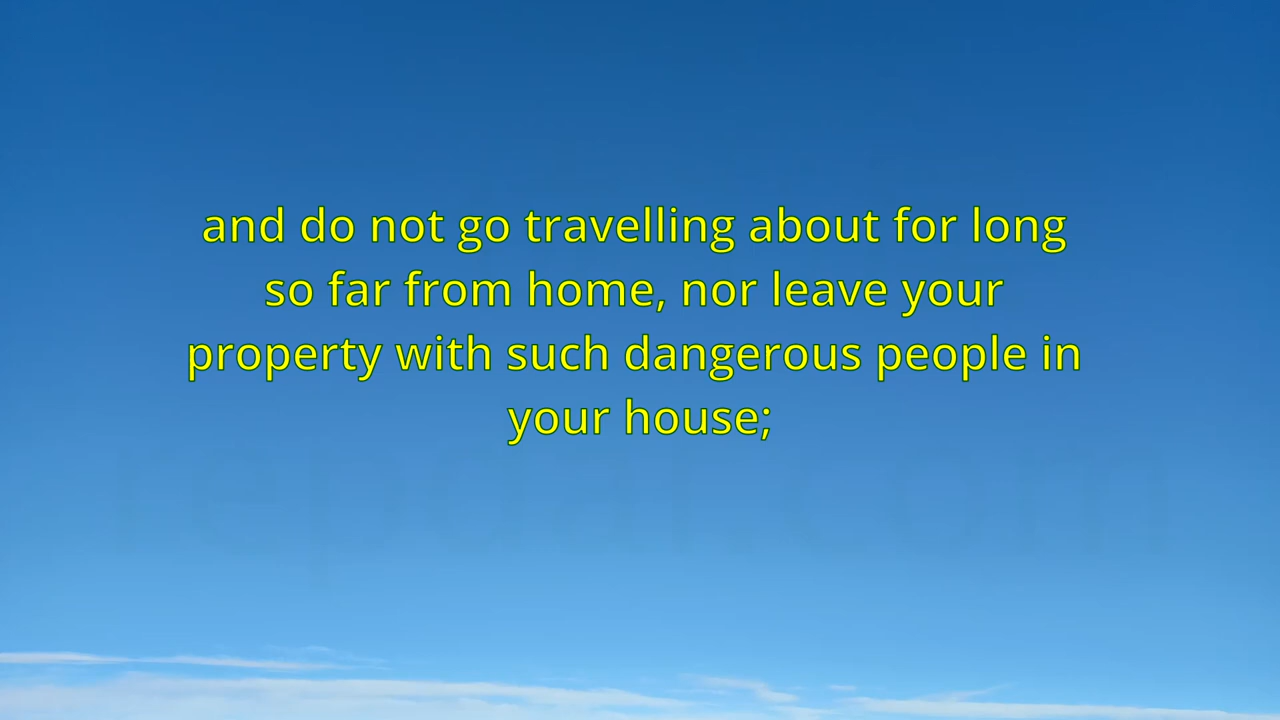 and do not go travelling about for long
so far from home, nor leave your
property with such dangerous people in
your house;